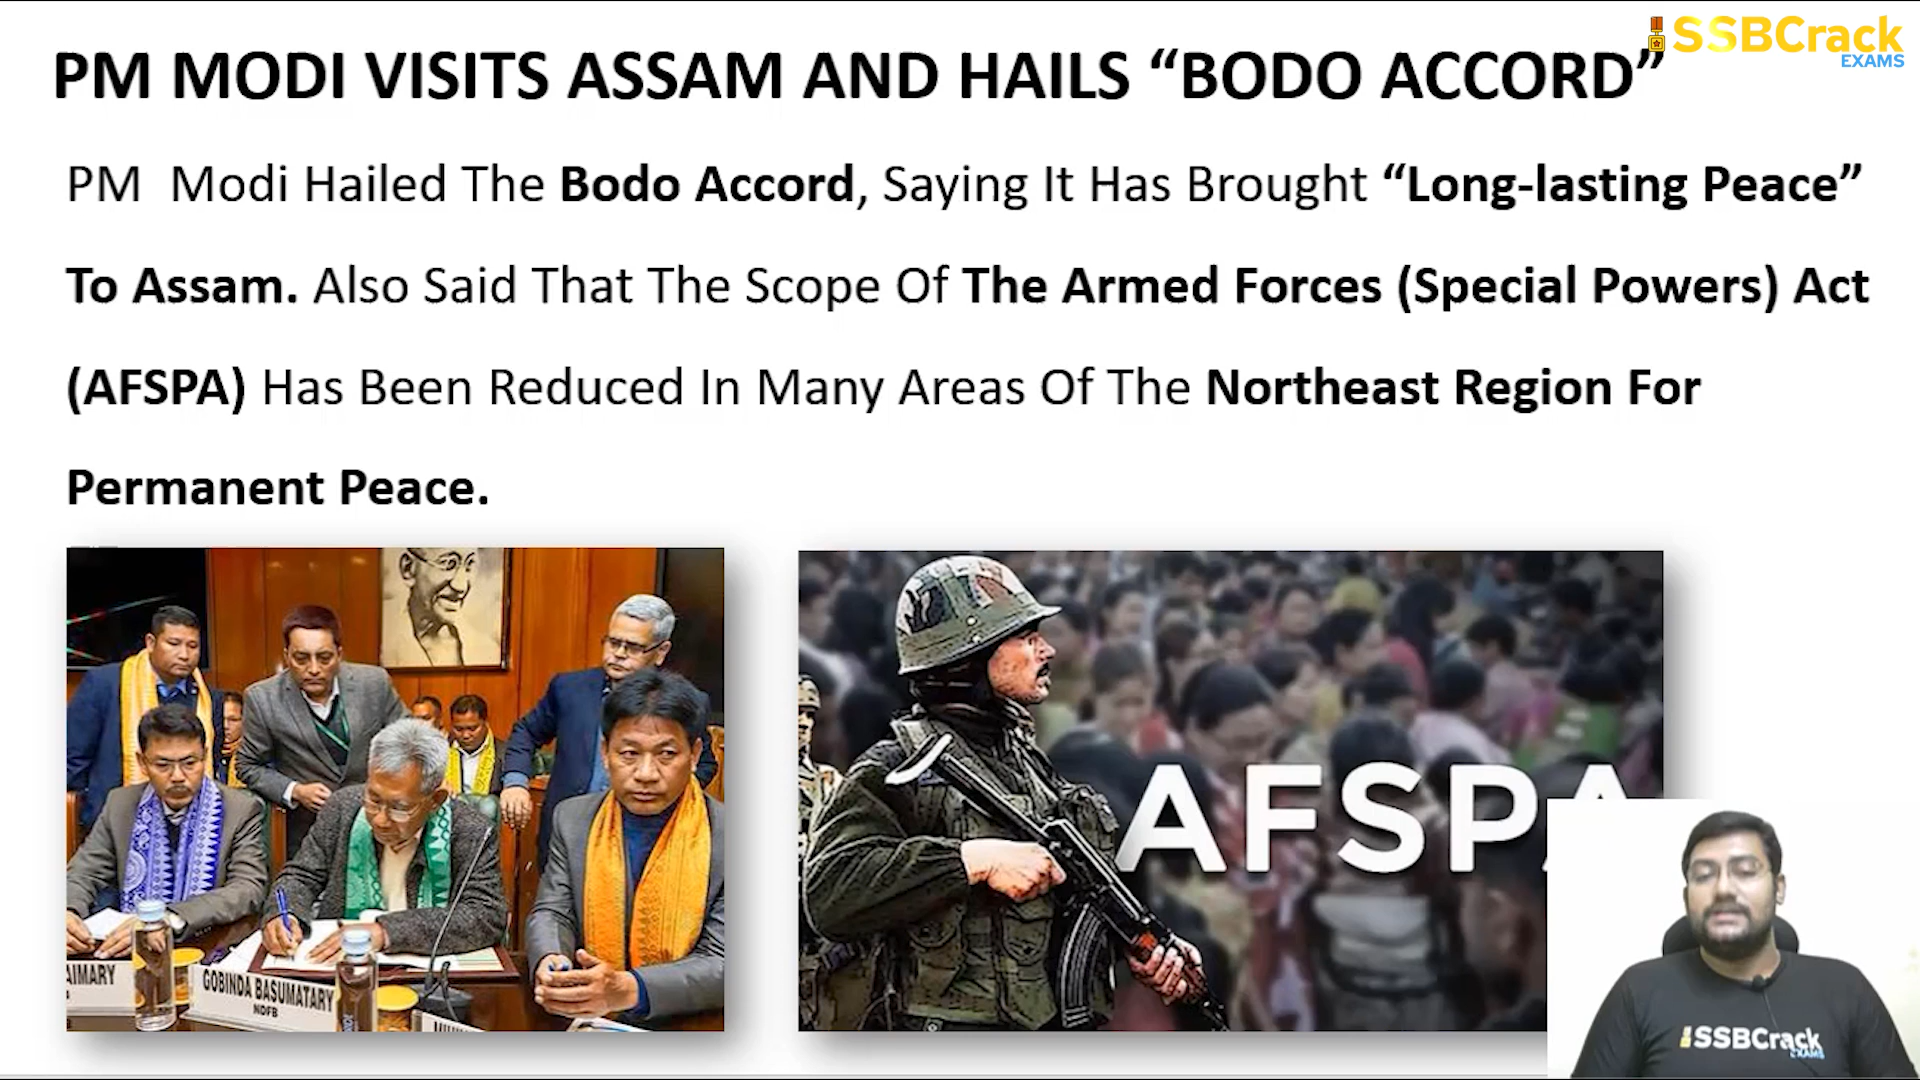 SSBCrack
EXAMS
PM MODI VISITS ASSAM AND HAILS “BODO ACCORD”
PM Modi Hailed The Bodo Accord, Saying It Has Brought “Long-lasting Peace”
To Assam. Also Said That The Scope Of The Armed Forces (Special Powers) Act
(AFSPA) Has Been Reduced In Many Areas Of The Northeast Region For
Permanent Peace.
AIMARY
GOBINDA BASUMATARY
NDFB
AFSPA
SSBCrack
EXAMS